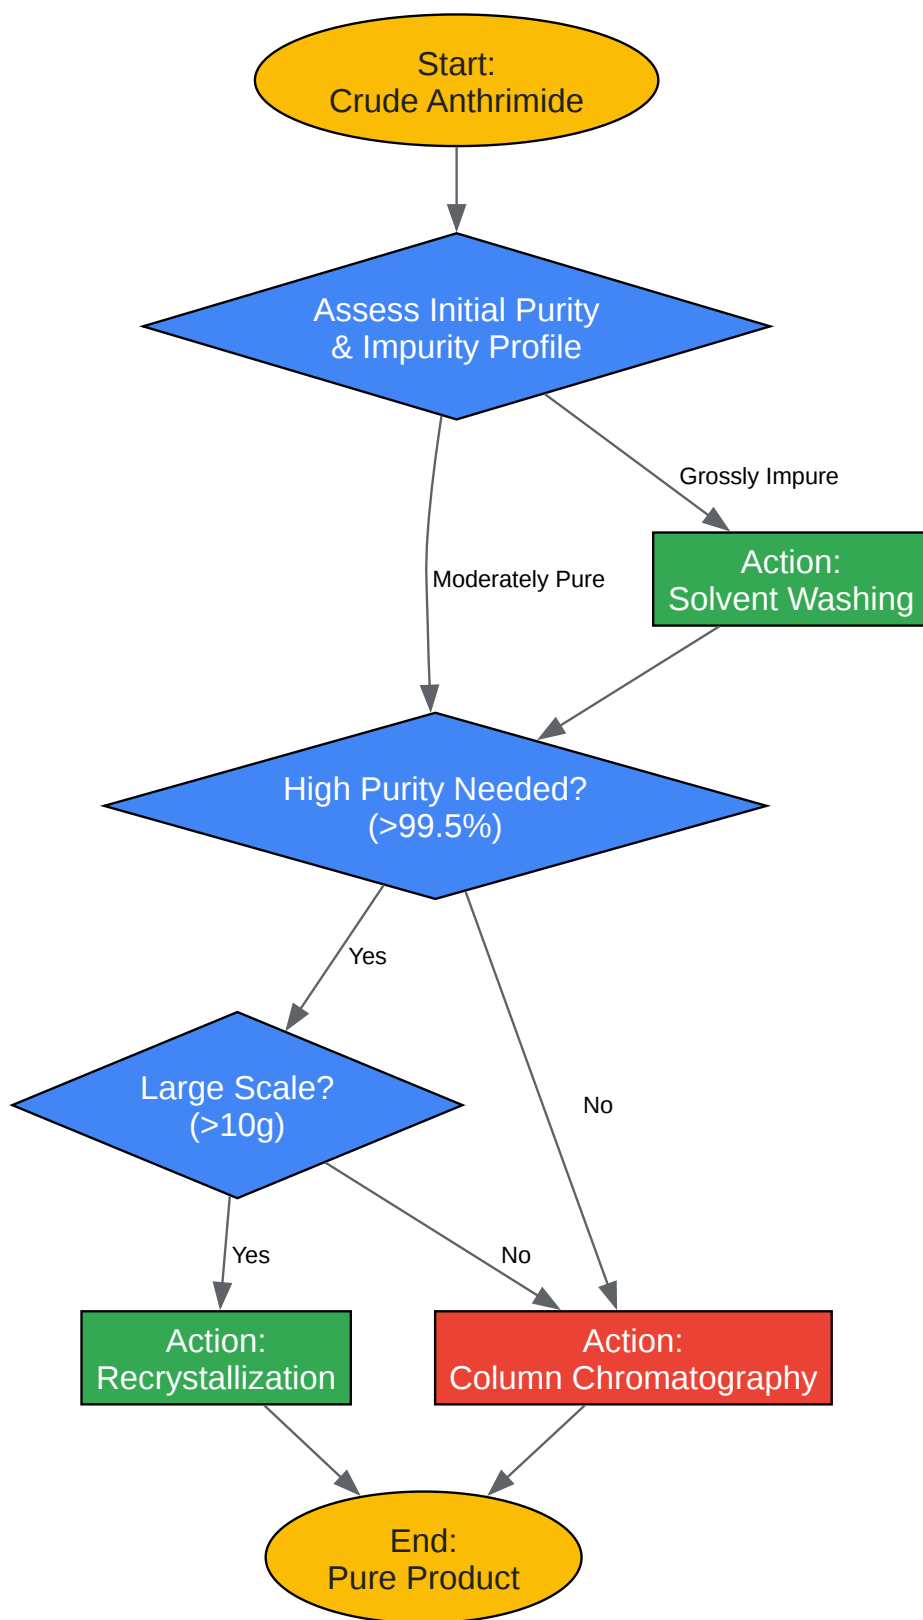 Start:
Crude Anthrimide
Assess Initial Purity
& Impurity Profile
Grossly Impure
Action:
Solvent Washing
Moderately Pure
High Purity Needed?
(>99.5%)
Yes
Large Scale?
(>10g)
No
Yes
No
Action:
Recrystallization
Action:
Column Chromatography
End:
Pure Product